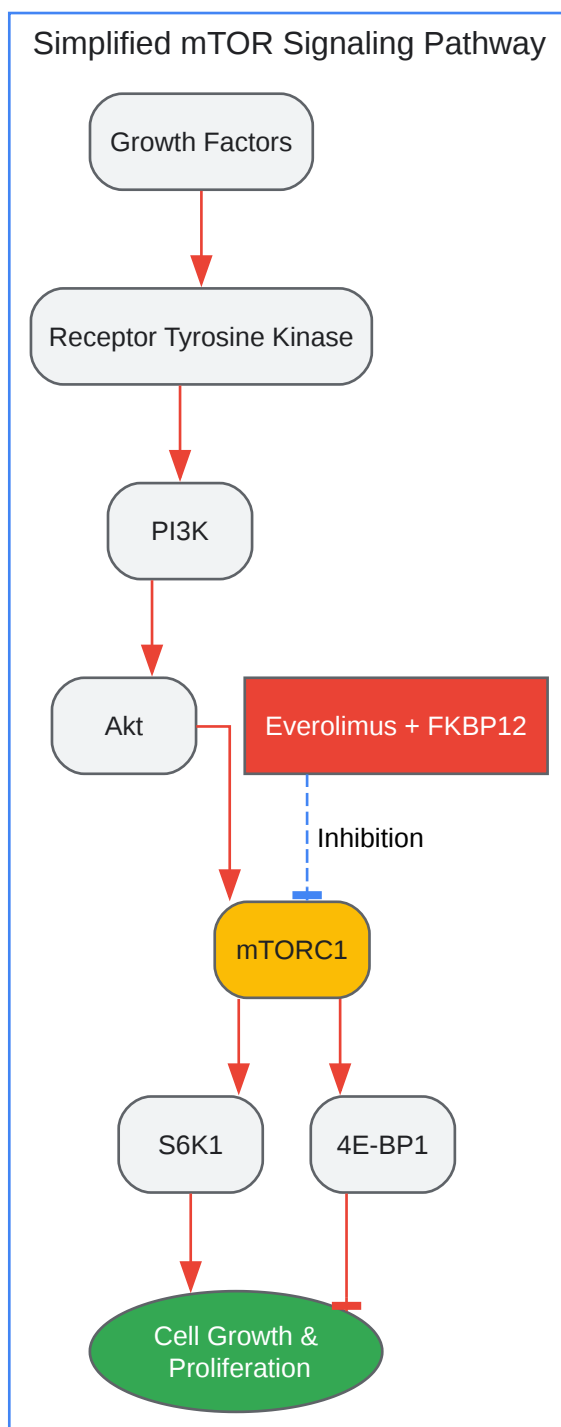 Simplified mTOR Signaling Pathway
Growth Factors
Receptor Tyrosine Kinase
PI3K
Akt
Everolimus + FKBP12
Inhibition
mTORC1
S6K1
4E-BP1
Cell Growth &
Proliferation